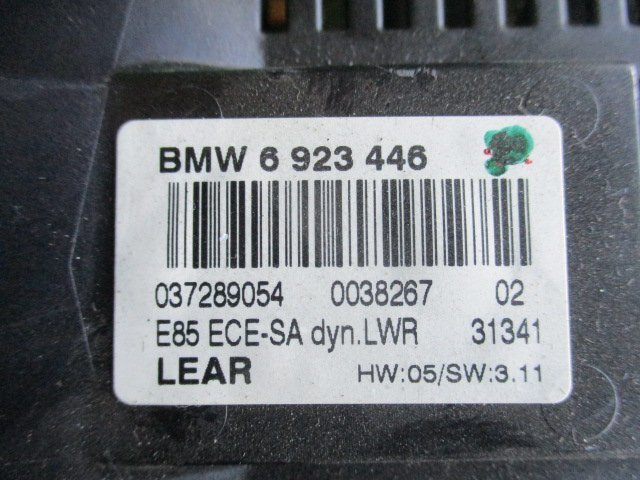 BMW 6 923 446
037289054 0038267 02
E85 ECE-SA dyn.LWR 31341
LEAR HW:05/SW:3.11